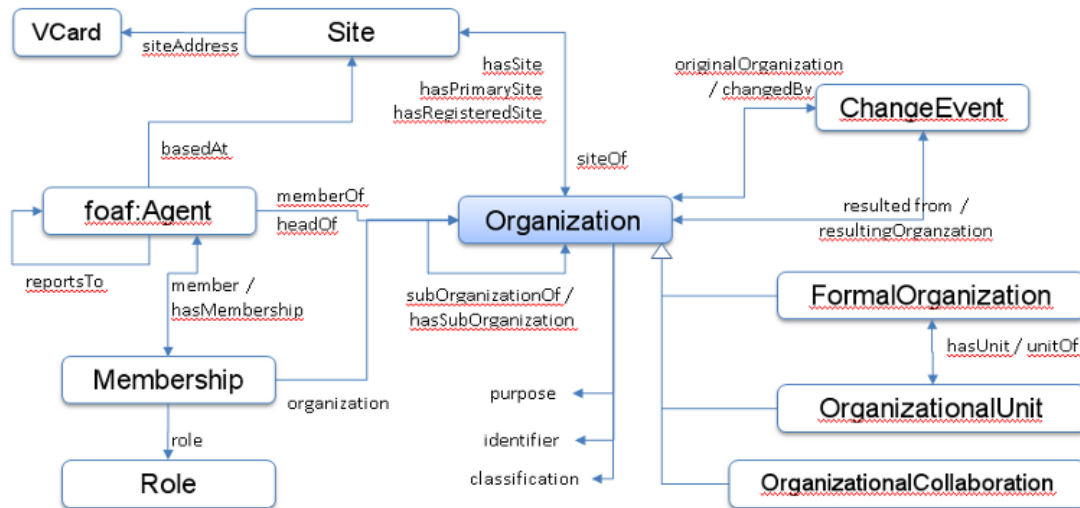 VCard
siteAddress
Site
hasSite
hasPrimarySite
hasRegisteredSite
siteOf
originalOrganization
/ changedBy
ChangeEvent
basedAt
foaf:Agent
memberOf
headOf
Organization
resulted from /
resultingOrganzation
reportsTo
member /
hasMembership
subOrganizationOf /
hasSubOrganization
FormalOrganization
hasUnit / unitOf
Membership
organization
purpose
OrganizationalUnit
role
identifier
Role
classification
OrganizationalCollaboration